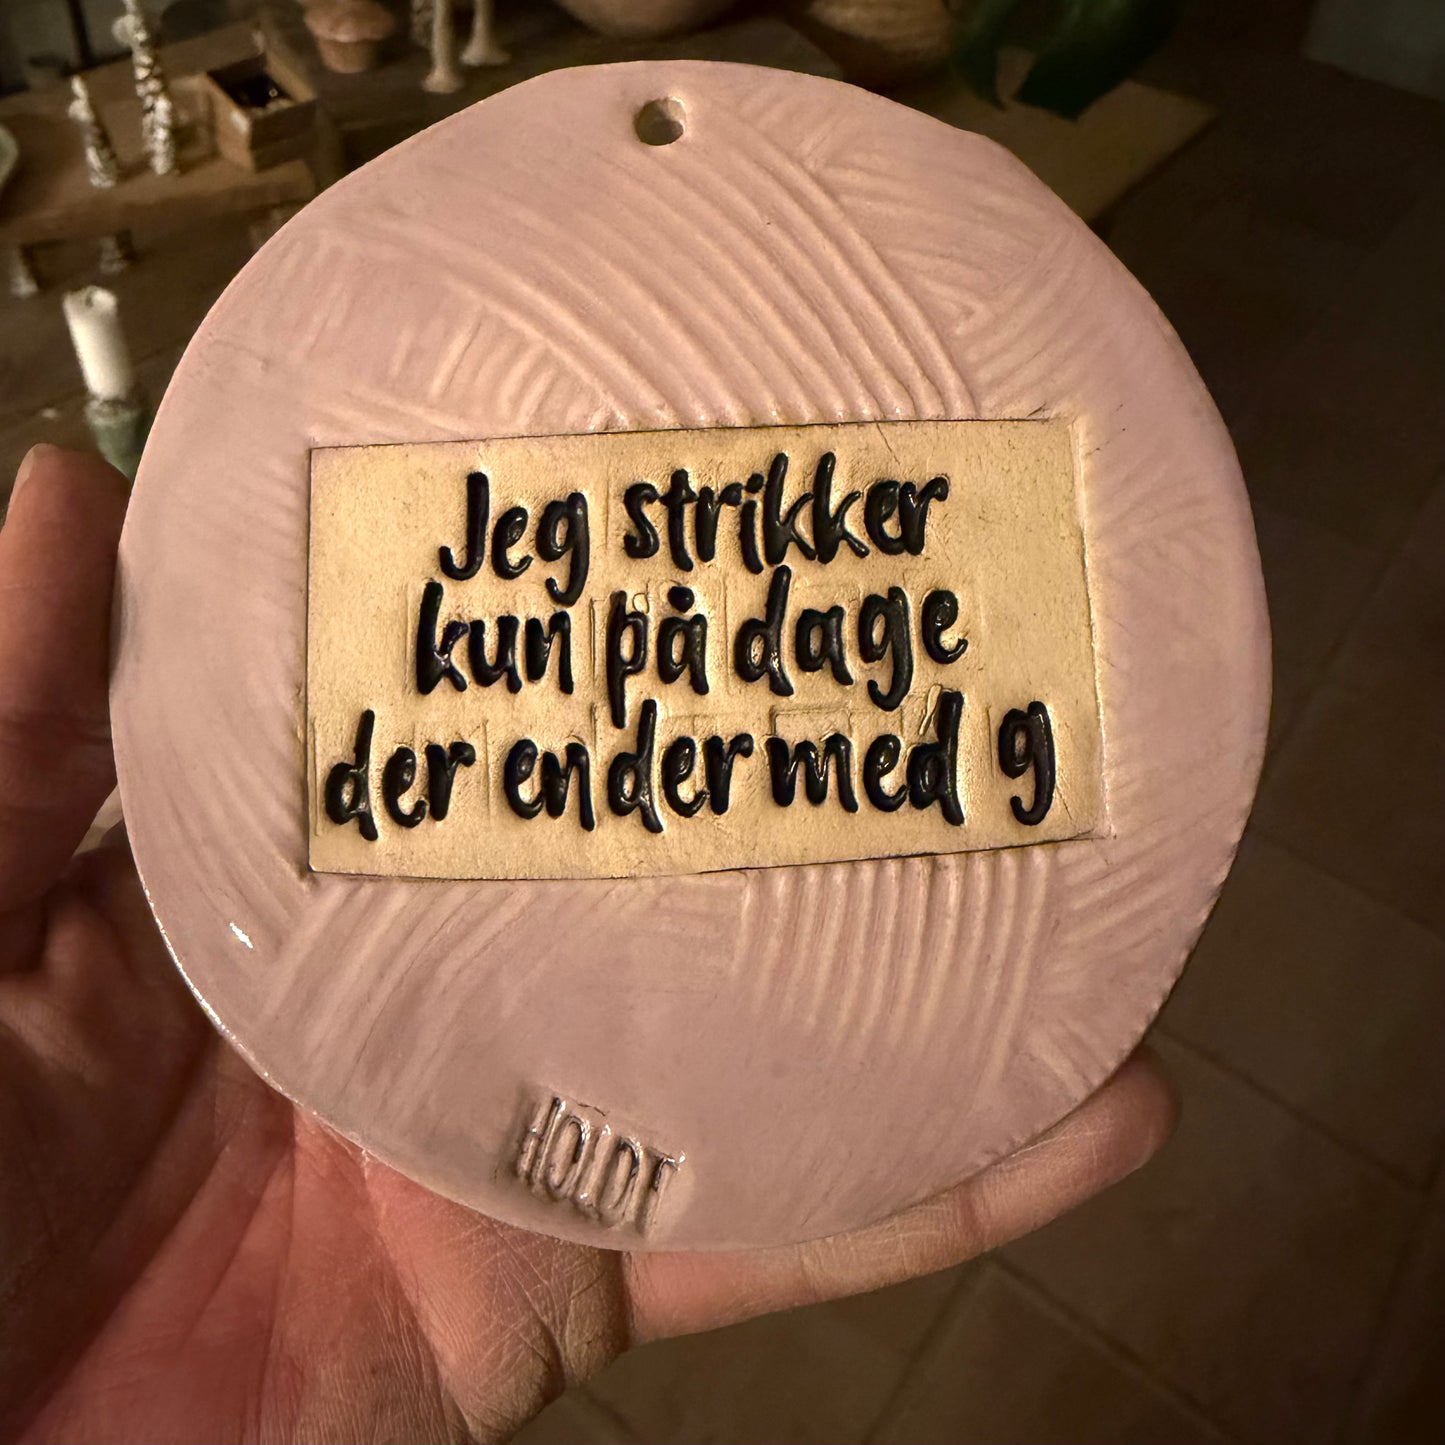 Jeg strikker
kun på dage
der ender med g
HOLDT